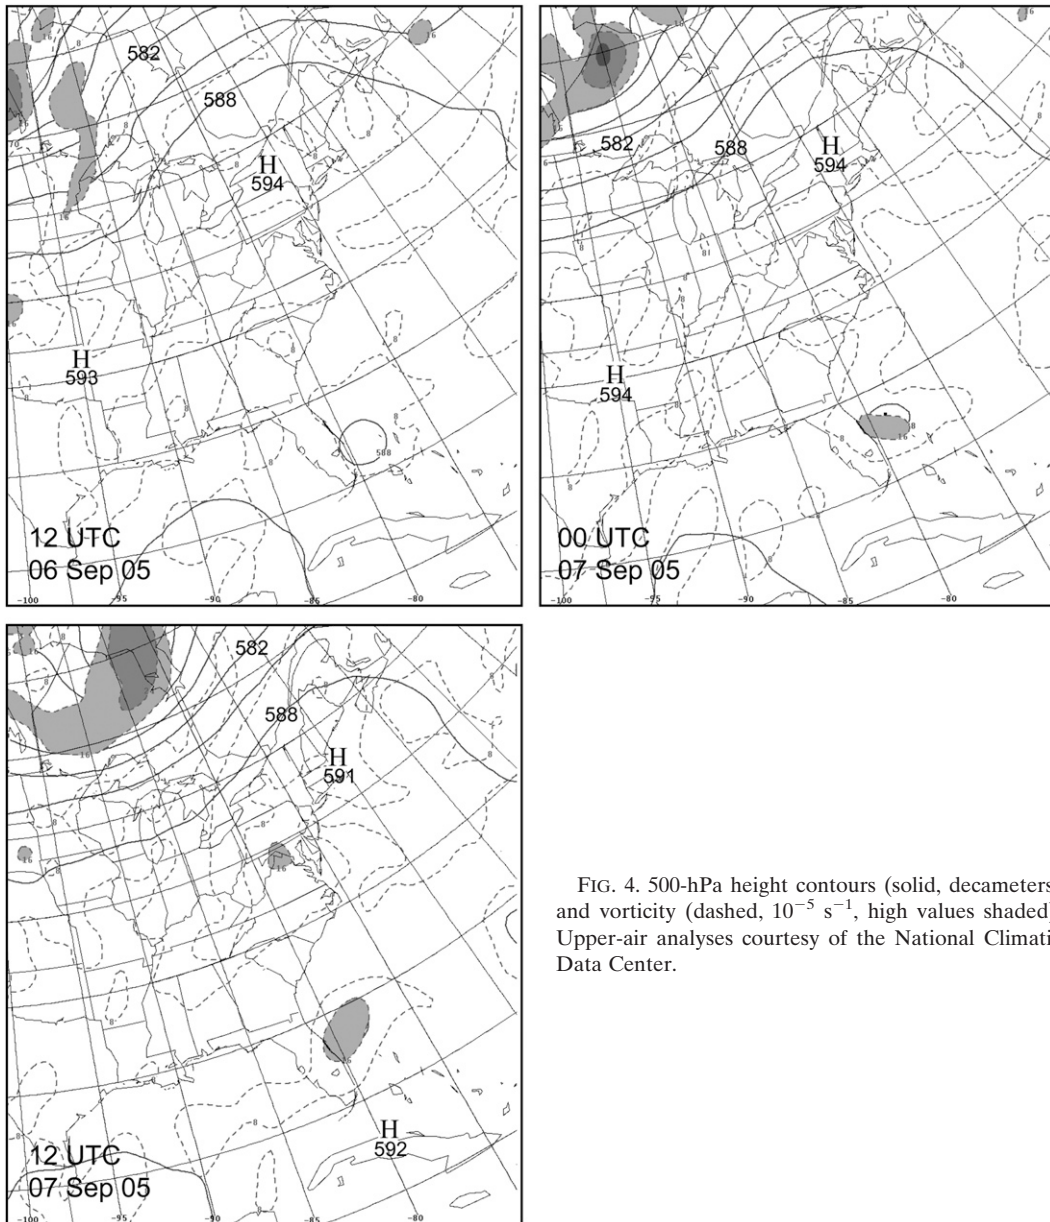 582
588
H
594
H
593
8
588
12 UTC
06 Sep 05
-100
-95
-90
-85
-80
582
588
H
594
H
594
16
00 UTC
07 Sep 05
-100
-95
-90
-85
-80
582
588
H
591
16
H
592
12 UTC
07 Sep 05
-100
-95
-90
-85
-80
FIG. 4. 500-hPa height contours (solid, decameters
and vorticity (dashed, 10⁻⁵ s⁻¹, high values shaded
Upper-air analyses courtesy of the National Climati
Data Center.